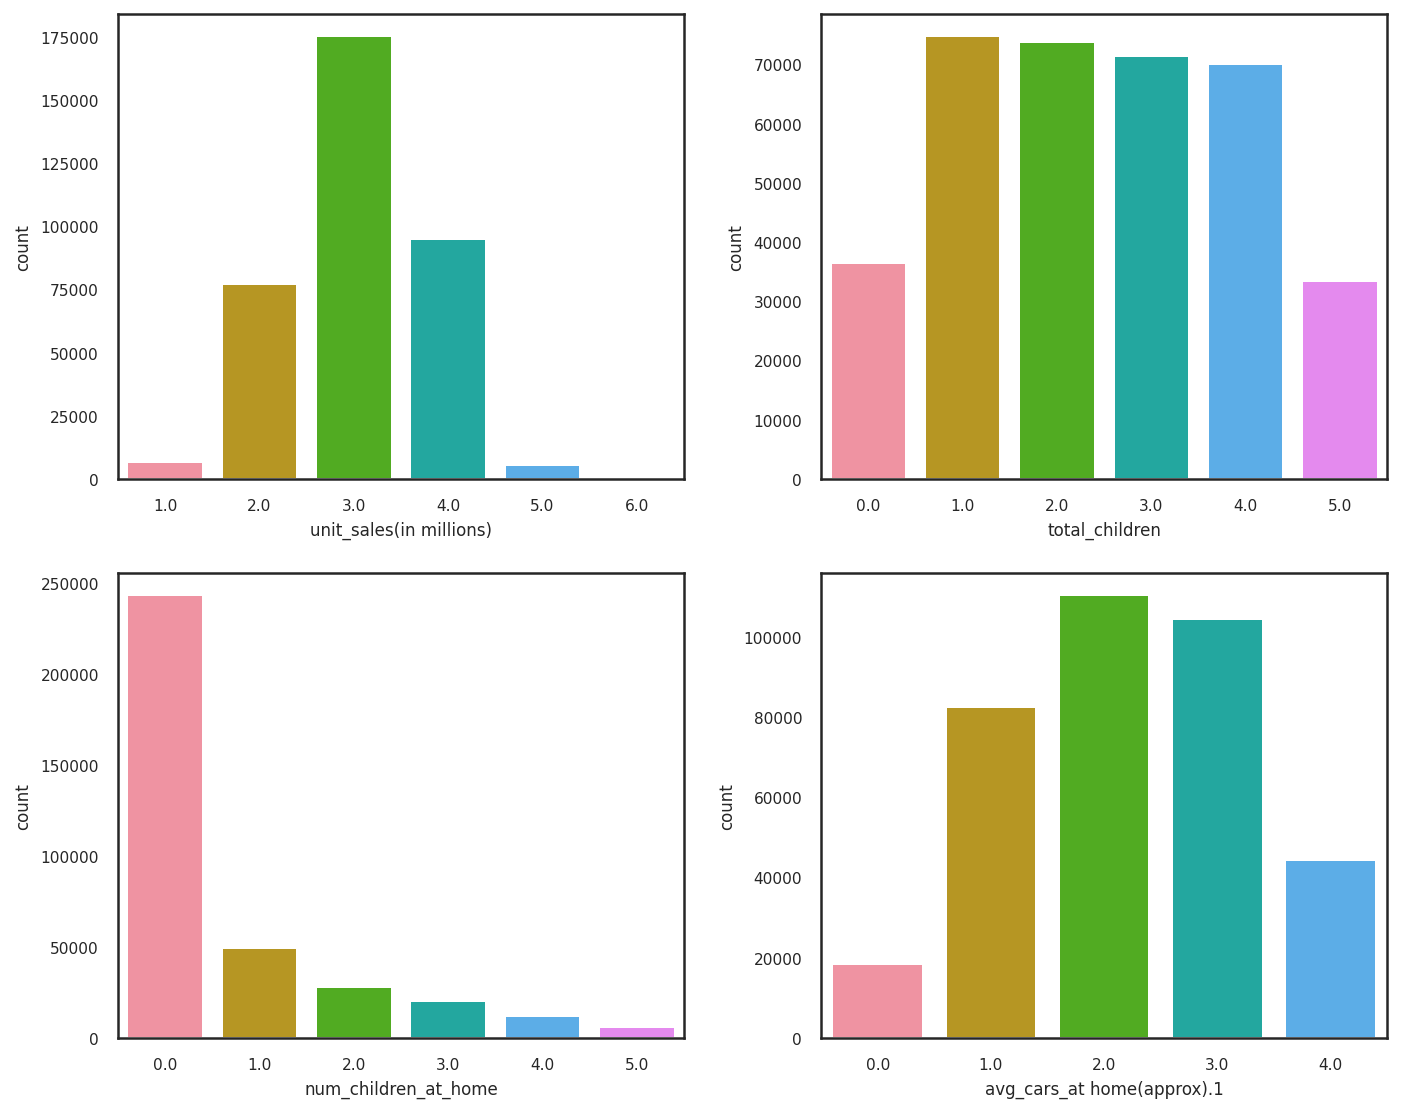 175000
150000
125000
100000
75000
50000
25000
0
count
1.0 2.0 3.0 4.0 5.0 6.0
unit_sales(in millions)
70000
60000
50000
40000
30000
20000
10000
0
count
0.0 1.0 2.0 3.0 4.0 5.0
total_children
250000
200000
150000
100000
50000
0
count
0.0 1.0 2.0 3.0 4.0 5.0
num_children_at_home
100000
80000
60000
40000
20000
0
count
0.0 1.0 2.0 3.0 4.0
avg_cars_at home(approx).1